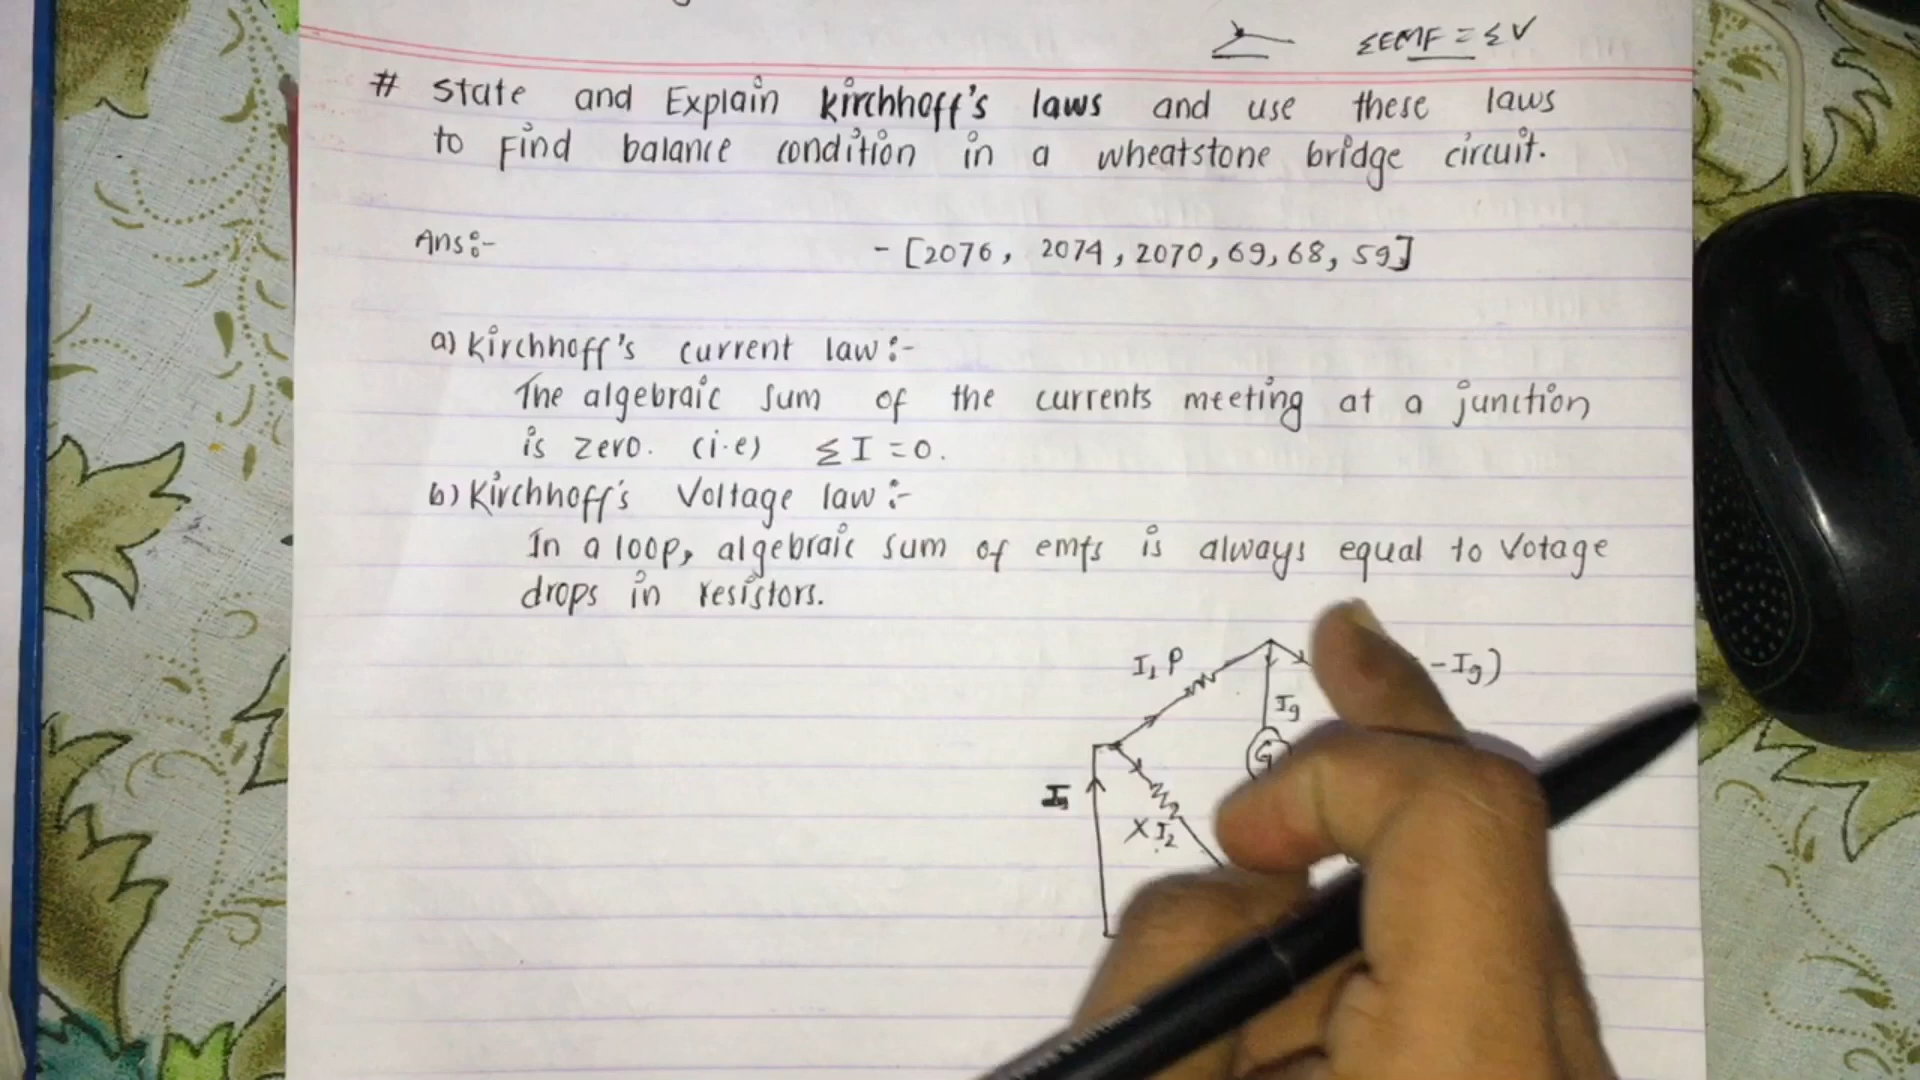 ΣEMF = ΣV
# State and Explain kirchhoff's laws and use these laws
to Find balance condition in a wheatstone bridge circuit.
Ans:-
- [2076, 2074, 2070, 69, 68, 59]
a) Kirchhoff's current law:-
The algebraic sum of the currents meeting at a junction
is zero. (i.e) ΣI = 0.
b) Kirchhoff's Voltage law:-
In a loop, algebraic sum of emfs is always equal to Votage
drops in resistors.
I₁ P
-Ig)
Ig
G
X I₂